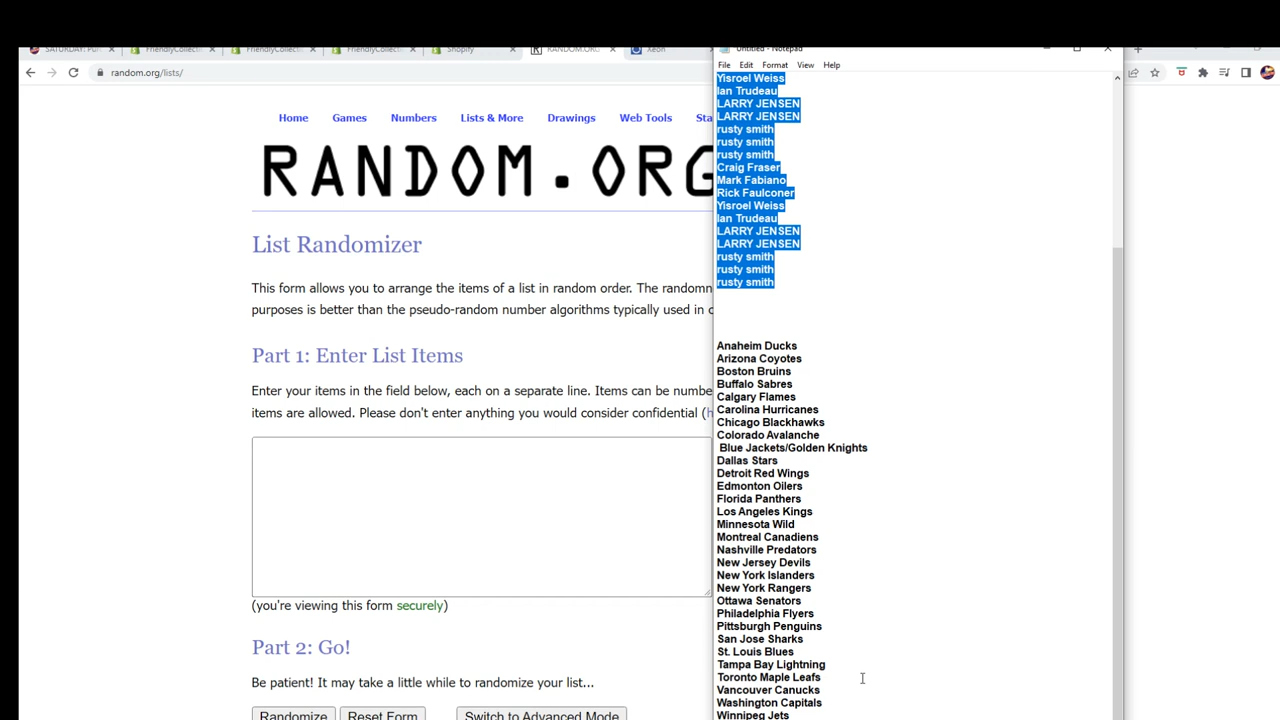 SATURDAY: Pur
FriendlyCollecti
FriendlyCollecti
FriendlyCollecti
Shopify
RANDOM.ORG
Xeon
Untitled - Notepad
random.org/lists/
File Edit Format View Help
Home Games Numbers Lists & More Drawings Web Tools Sta
RANDOM.ORG
List Randomizer
This form allows you to arrange the items of a list in random order. The randomn
purposes is better than the pseudo-random number algorithms typically used in c
Part 1: Enter List Items
Enter your items in the field below, each on a separate line. Items can be numbe
items are allowed. Please don't enter anything you would consider confidential (h
(you're viewing this form securely)
Part 2: Go!
Be patient! It may take a little while to randomize your list...
Randomize Reset Form Switch to Advanced Mode
Yisroel Weiss
Ian Trudeau
LARRY JENSEN
LARRY JENSEN
rusty smith
rusty smith
rusty smith
Craig Fraser
Mark Fabiano
Rick Faulconer
Yisroel Weiss
Ian Trudeau
LARRY JENSEN
LARRY JENSEN
rusty smith
rusty smith
rusty smith
Anaheim Ducks
Arizona Coyotes
Boston Bruins
Buffalo Sabres
Calgary Flames
Carolina Hurricanes
Chicago Blackhawks
Colorado Avalanche
Blue Jackets/Golden Knights
Dallas Stars
Detroit Red Wings
Edmonton Oilers
Florida Panthers
Los Angeles Kings
Minnesota Wild
Montreal Canadiens
Nashville Predators
New Jersey Devils
New York Islanders
New York Rangers
Ottawa Senators
Philadelphia Flyers
Pittsburgh Penguins
San Jose Sharks
St. Louis Blues
Tampa Bay Lightning
Toronto Maple Leafs
Vancouver Canucks
Washington Capitals
Winnipeg Jets